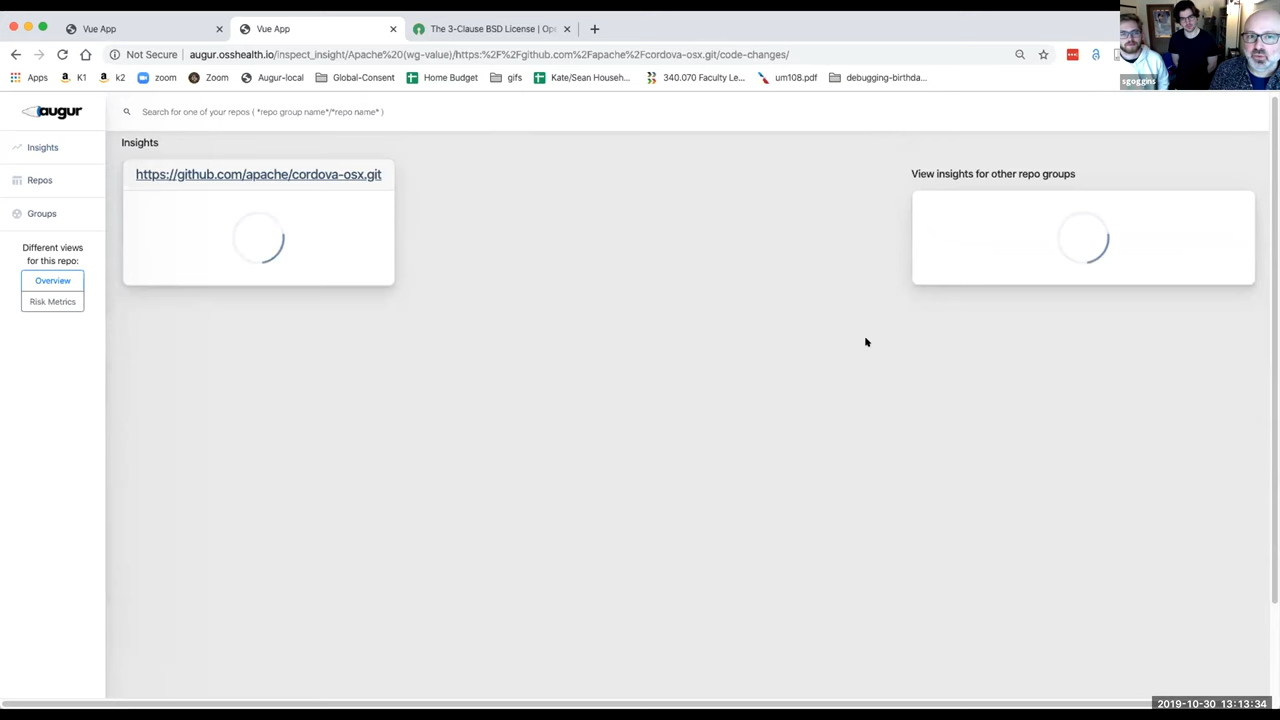 Vue App
Vue App
The 3-Clause BSD License | Op
Not Secure
augur.osshealth.io/inspect_insight/Apache%20(wg-value)/https:%2F%2Fgithub.com%2Fapache%2Fcordova-osx.git/code-changes/
Apps
K1
k2
zoom
Zoom
Augur-local
Global-Consent
Home Budget
gifs
Kate/Sean Househ...
340.070 Faculty Le...
um108.pdf
debugging-birthda...
sgoggins
augur
Search for one of your repos ( *repo group name*/*repo name* )
Insights
Repos
Groups
Different views
for this repo:
Overview
Risk Metrics
Insights
https://github.com/apache/cordova-osx.git
View insights for other repo groups
2019-10-30 13:13:34